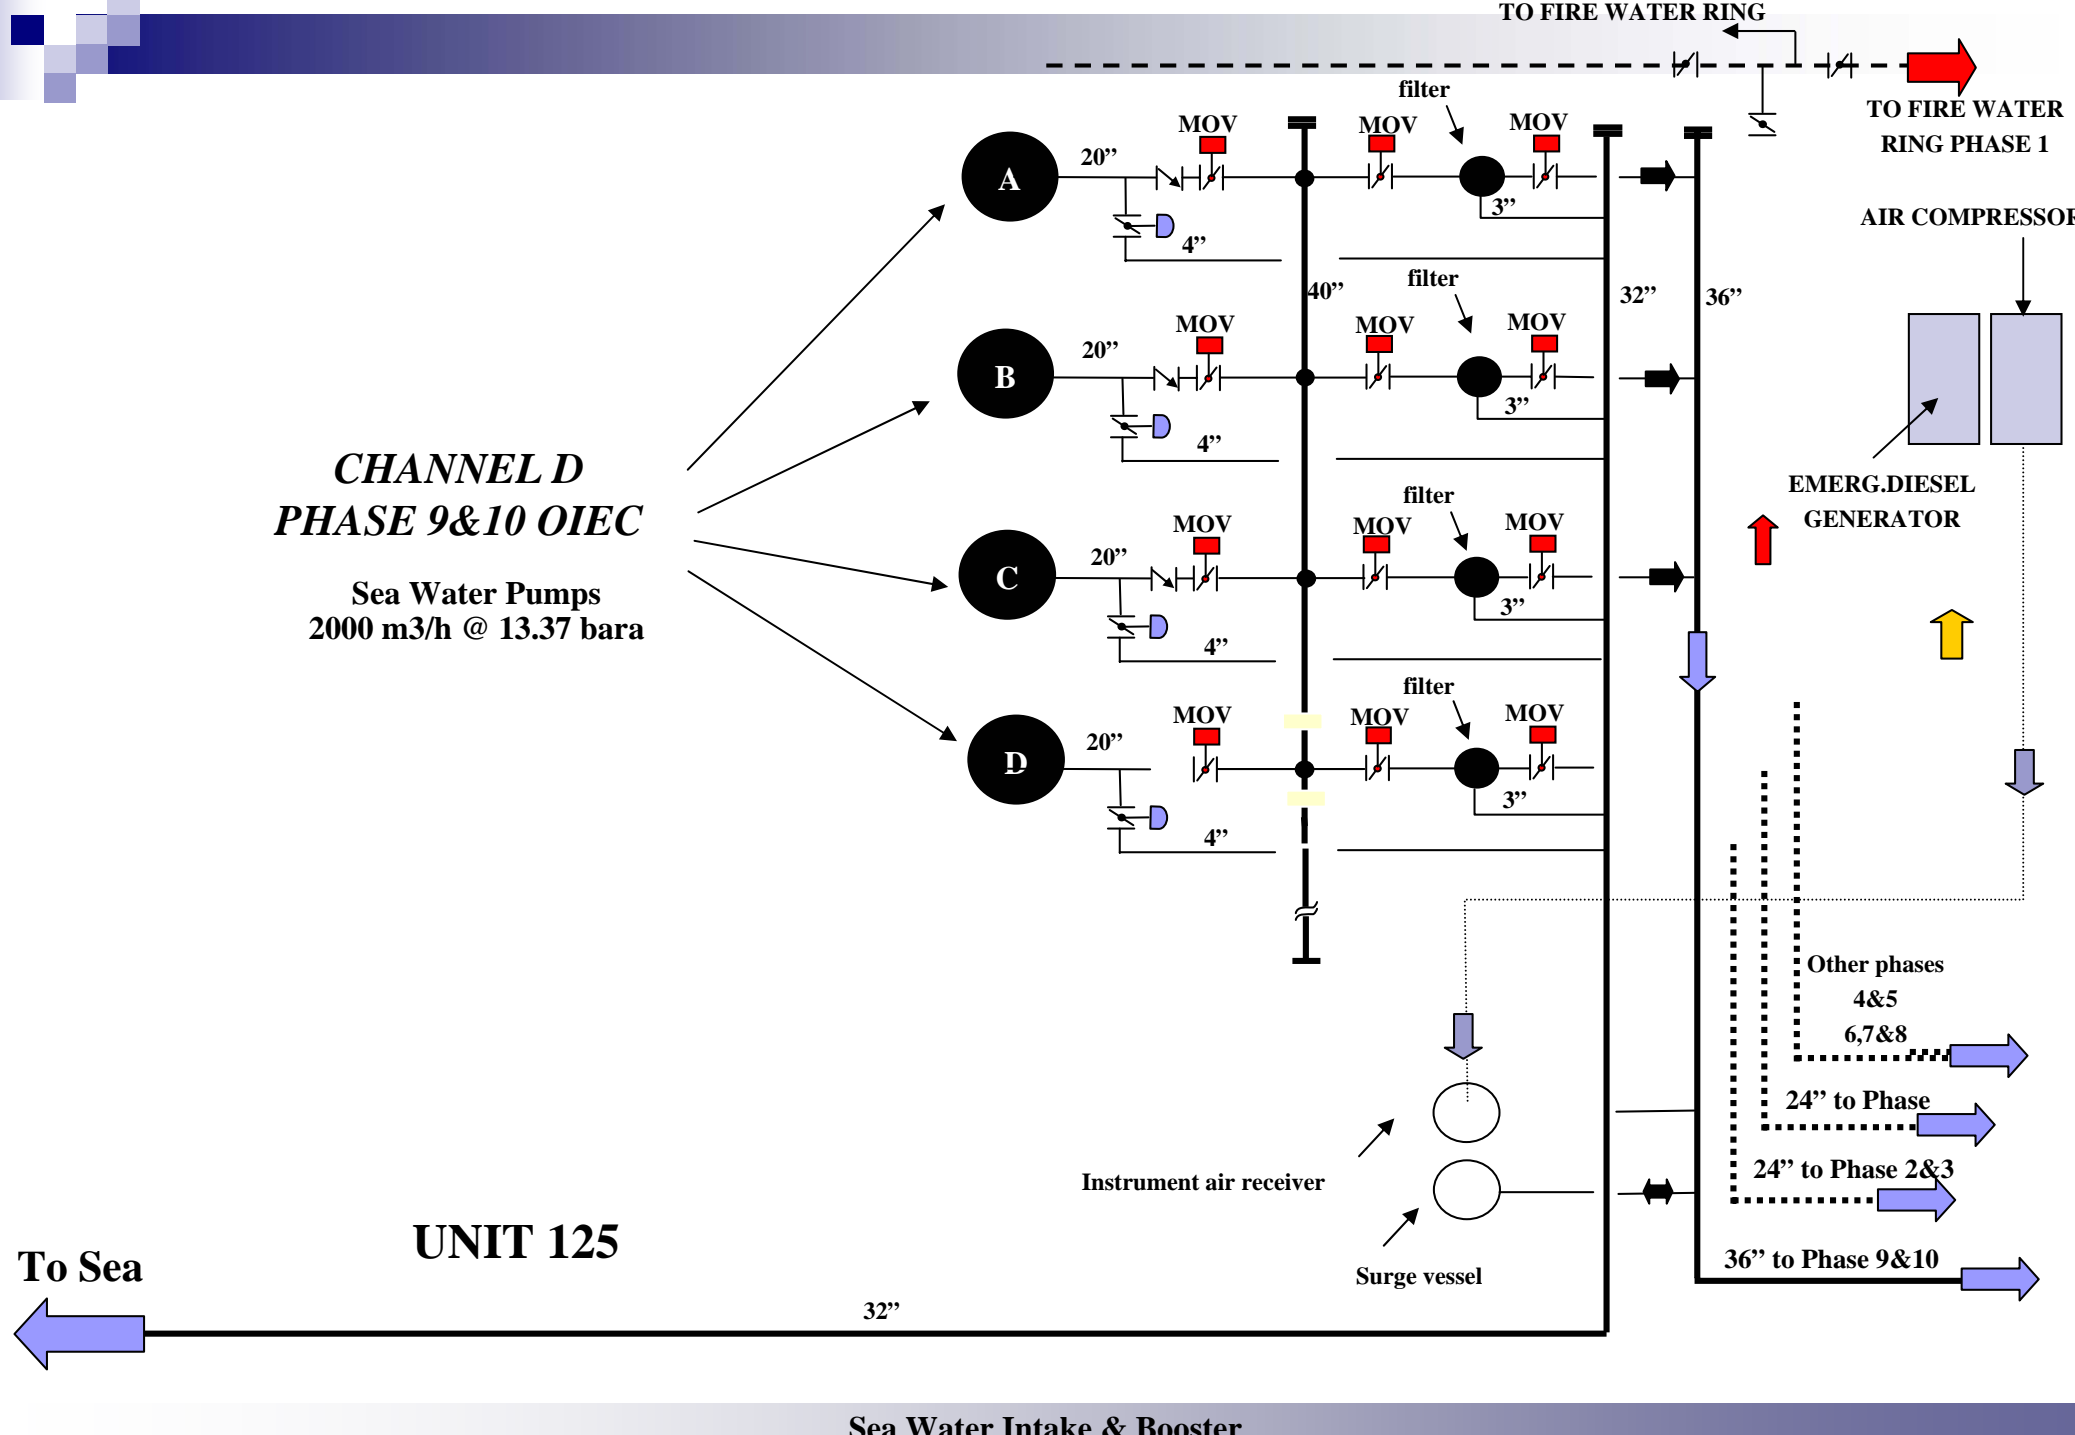 TO FIRE WATER RING
TO FIRE WATER
RING PHASE 1
filter
MOV
MOV
MOV
A
20”
3”
4”
AIR COMPRESSOR
filter
40”
32”
36”
MOV
MOV
MOV
B
20”
3”
4”
EMERG.DIESEL
GENERATOR
CHANNEL D
PHASE 9&10 OIEC
Sea Water Pumps
2000 m3/h @ 13.37 bara
filter
MOV
MOV
MOV
C
20”
3”
4”
filter
MOV
MOV
MOV
D
20”
3”
4”
Other phases
4&5
6,7&8
24” to Phase
24” to Phase 2&3
36” to Phase 9&10
Instrument air receiver
Surge vessel
UNIT 125
To Sea
32”
Sea Water Intake & Booster